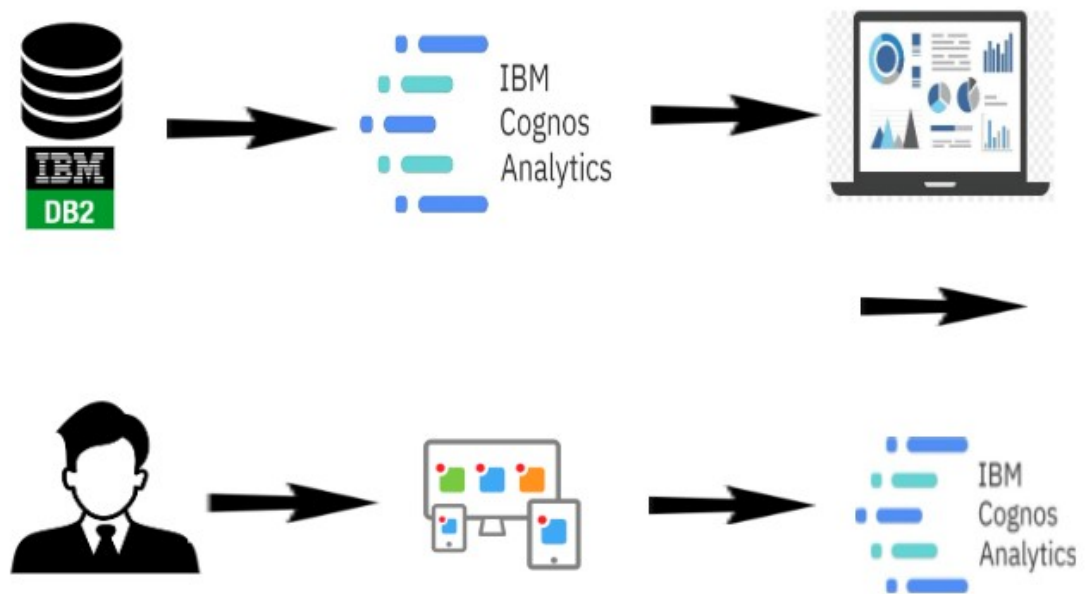 IBM
Cognos
Analytics
IBM
DB2
IBM
Cognos
Analytics